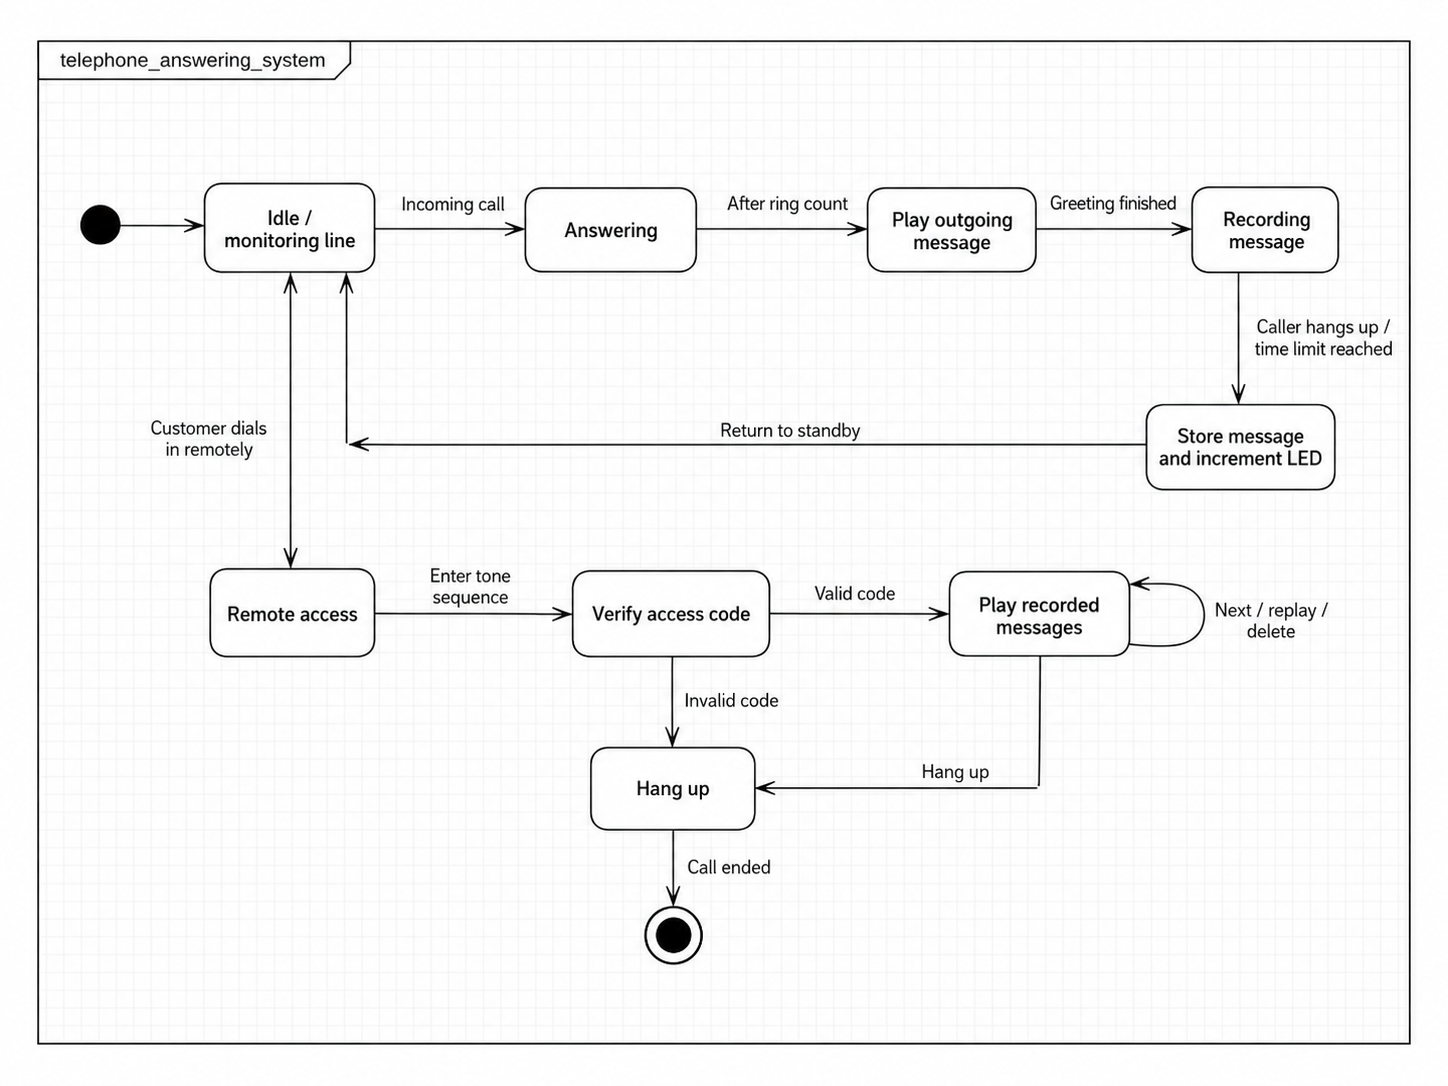 telephone_answering_system
Idle /
monitoring line
Incoming call
Answering
After ring count
Play outgoing
message
Greeting finished
Recording
message
Caller hangs up /
time limit reached
Store message
and increment LED
Return to standby
Customer dials
in remotely
Remote access
Enter tone
sequence
Verify access code
Valid code
Play recorded
messages
Next / replay /
delete
Invalid code
Hang up
Hang up
Call ended